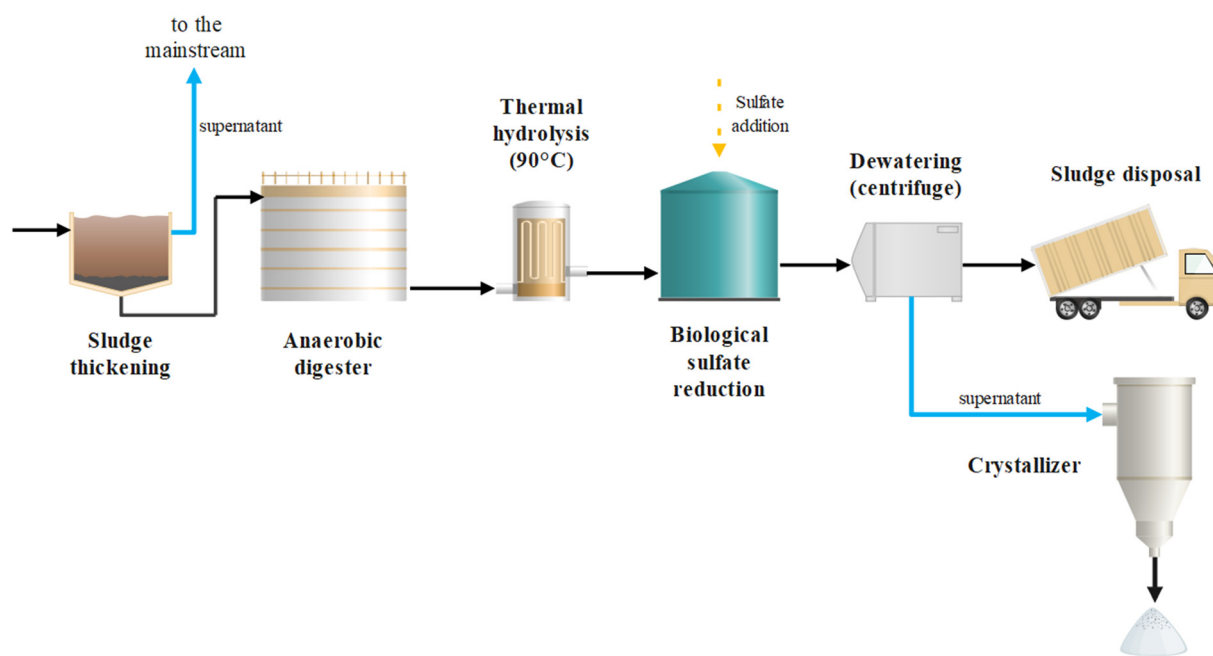 to the
mainstream
supernatant
Thermal
hydrolysis
(90°C)
Sulfate
addition
Dewatering
(centrifuge)
Sludge disposal
Sludge
thickening
Anaerobic
digester
Biological
sulfate
reduction
supernatant
Crystallizer